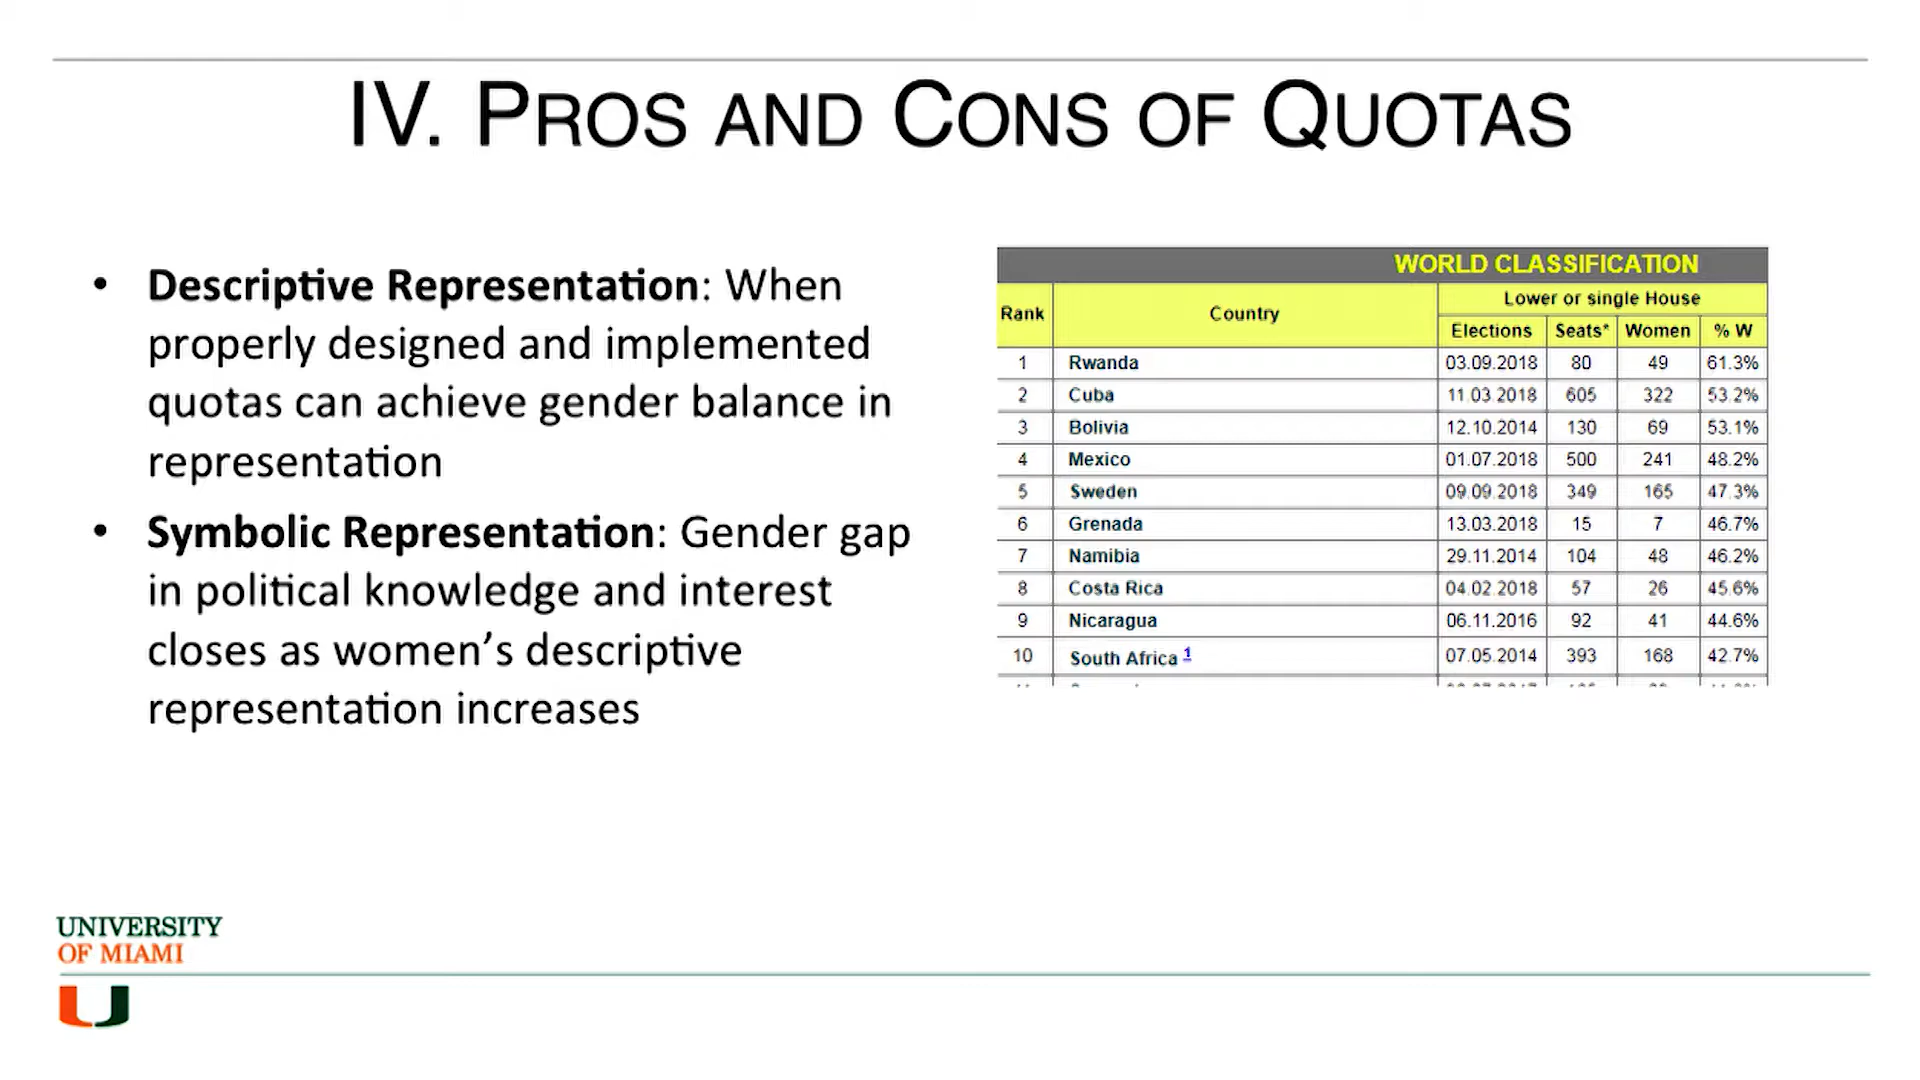 IV. PROS AND CONS OF QUOTAS
• Descriptive Representation: When
properly designed and implemented
quotas can achieve gender balance in
representation
• Symbolic Representation: Gender gap
in political knowledge and interest
closes as women's descriptive
representation increases
WORLD CLASSIFICATION
Rank Country Lower or single House
Elections Seats* Women % W
1 Rwanda 03.09.2018 80 49 61.3%
2 Cuba 11.03.2018 605 322 53.2%
3 Bolivia 12.10.2014 130 69 53.1%
4 Mexico 01.07.2018 500 241 48.2%
5 Sweden 09.09.2018 349 165 47.3%
6 Grenada 13.03.2018 15 7 46.7%
7 Namibia 29.11.2014 104 48 46.2%
8 Costa Rica 04.02.2018 57 26 45.6%
9 Nicaragua 06.11.2016 92 41 44.6%
10 South Africa 1 07.05.2014 393 168 42.7%
UNIVERSITY
OF MIAMI